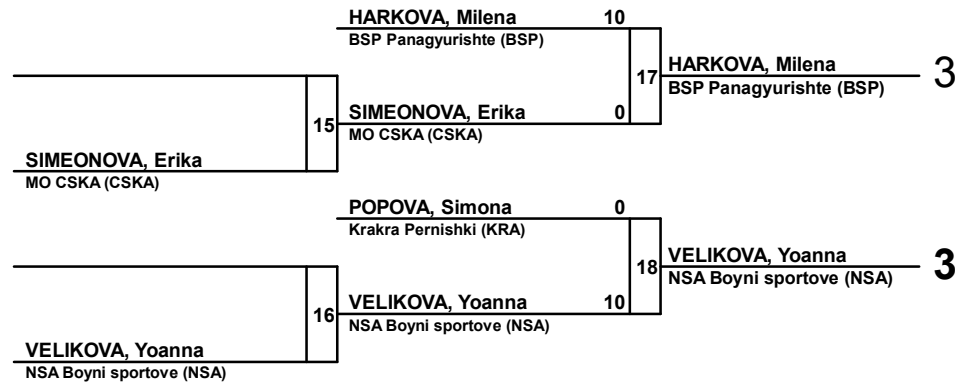 HARKOVA, Milena 10
BSP Panagyurishte (BSP)
17
HARKOVA, Milena
BSP Panagyurishte (BSP)
3
15
SIMEONOVA, Erika 0
MO CSKA (CSKA)
SIMEONOVA, Erika
MO CSKA (CSKA)
POPOVA, Simona 0
Krakra Pernishki (KRA)
18
VELIKOVA, Yoanna
NSA Boyni sportove (NSA)
3
16
VELIKOVA, Yoanna 10
NSA Boyni sportove (NSA)
VELIKOVA, Yoanna
NSA Boyni sportove (NSA)